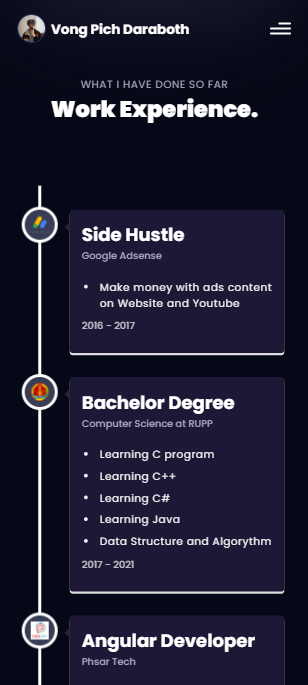 Vong Pich Daraboth
WHAT I HAVE DONE SO FAR
Work Experience.
Side Hustle
Google Adsense
• Make money with ads content
on Website and Youtube
2016 - 2017
Bachelor Degree
Computer Science at RUPP
• Learning C program
• Learning C++
• Learning C#
• Learning Java
• Data Structure and Algorythm
2017 - 2021
Angular Developer
Phsar Tech